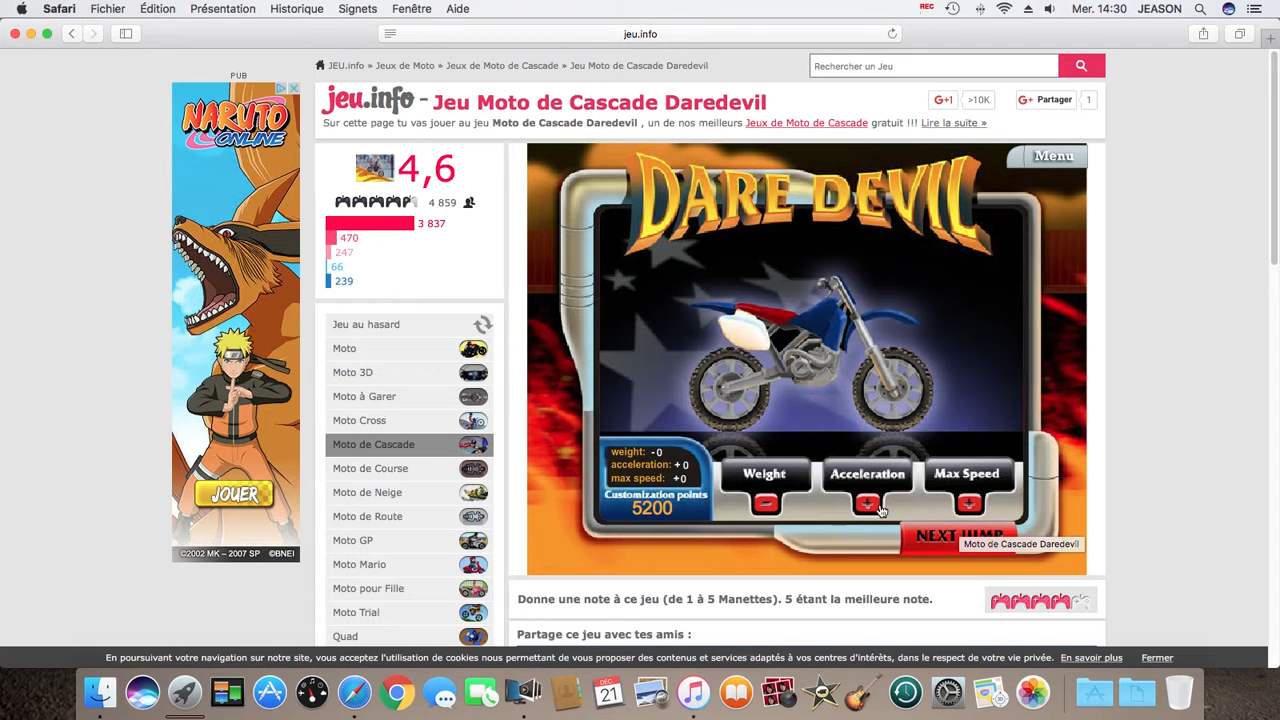 Safari Fichier Édition Présentation Historique Signets Fenêtre Aide REC Mer. 14:30 JEASON
jeu.info
PUB
NARUTO
ONLINE
JOUER
©2002 MK – 2007 SP ©BNEI
JEU.info » Jeux de Moto » Jeux de Moto de Cascade » Jeu Moto de Cascade Daredevil
Rechercher un Jeu
jeu.info - Jeu Moto de Cascade Daredevil
G+1 >10K G+ Partager 1
Sur cette page tu vas jouer au jeu Moto de Cascade Daredevil , un de nos meilleurs Jeux de Moto de Cascade gratuit !!! Lire la suite »
4,6
4 859
3 837
470
247
66
239
Jeu au hasard
Moto
Moto 3D
Moto à Garer
Moto Cross
Moto de Cascade
Moto de Course
Moto de Neige
Moto de Route
Moto GP
Moto Mario
Moto pour Fille
Moto Trial
Quad
Menu
DARE DEVIL
weight: -0
acceleration: +0
max speed: +0
Customization points
5200
Weight Acceleration Max Speed
- + +
NEXT JUMP
Moto de Cascade Daredevil
Donne une note à ce jeu (de 1 à 5 Manettes). 5 étant la meilleure note.
Partage ce jeu avec tes amis :
En poursuivant votre navigation sur notre site, vous acceptez l'utilisation de cookies nous permettant de vous proposer des contenus et services adaptés à vos centres d'intérêts, dans le respect de votre vie privée. En savoir plus Fermer
DÉC
21